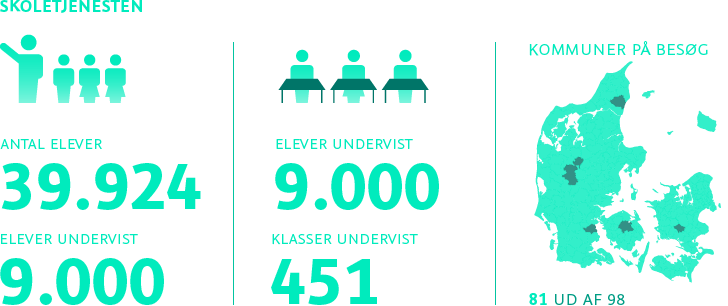 SKOLETJENESTEN
ANTAL ELEVER
39.924
ELEVER UNDERVIST
9.000
ELEVER UNDERVIST
9.000
KLASSER UNDERVIST
451
KOMMUNER PÅ BESØG
81 UD AF 98